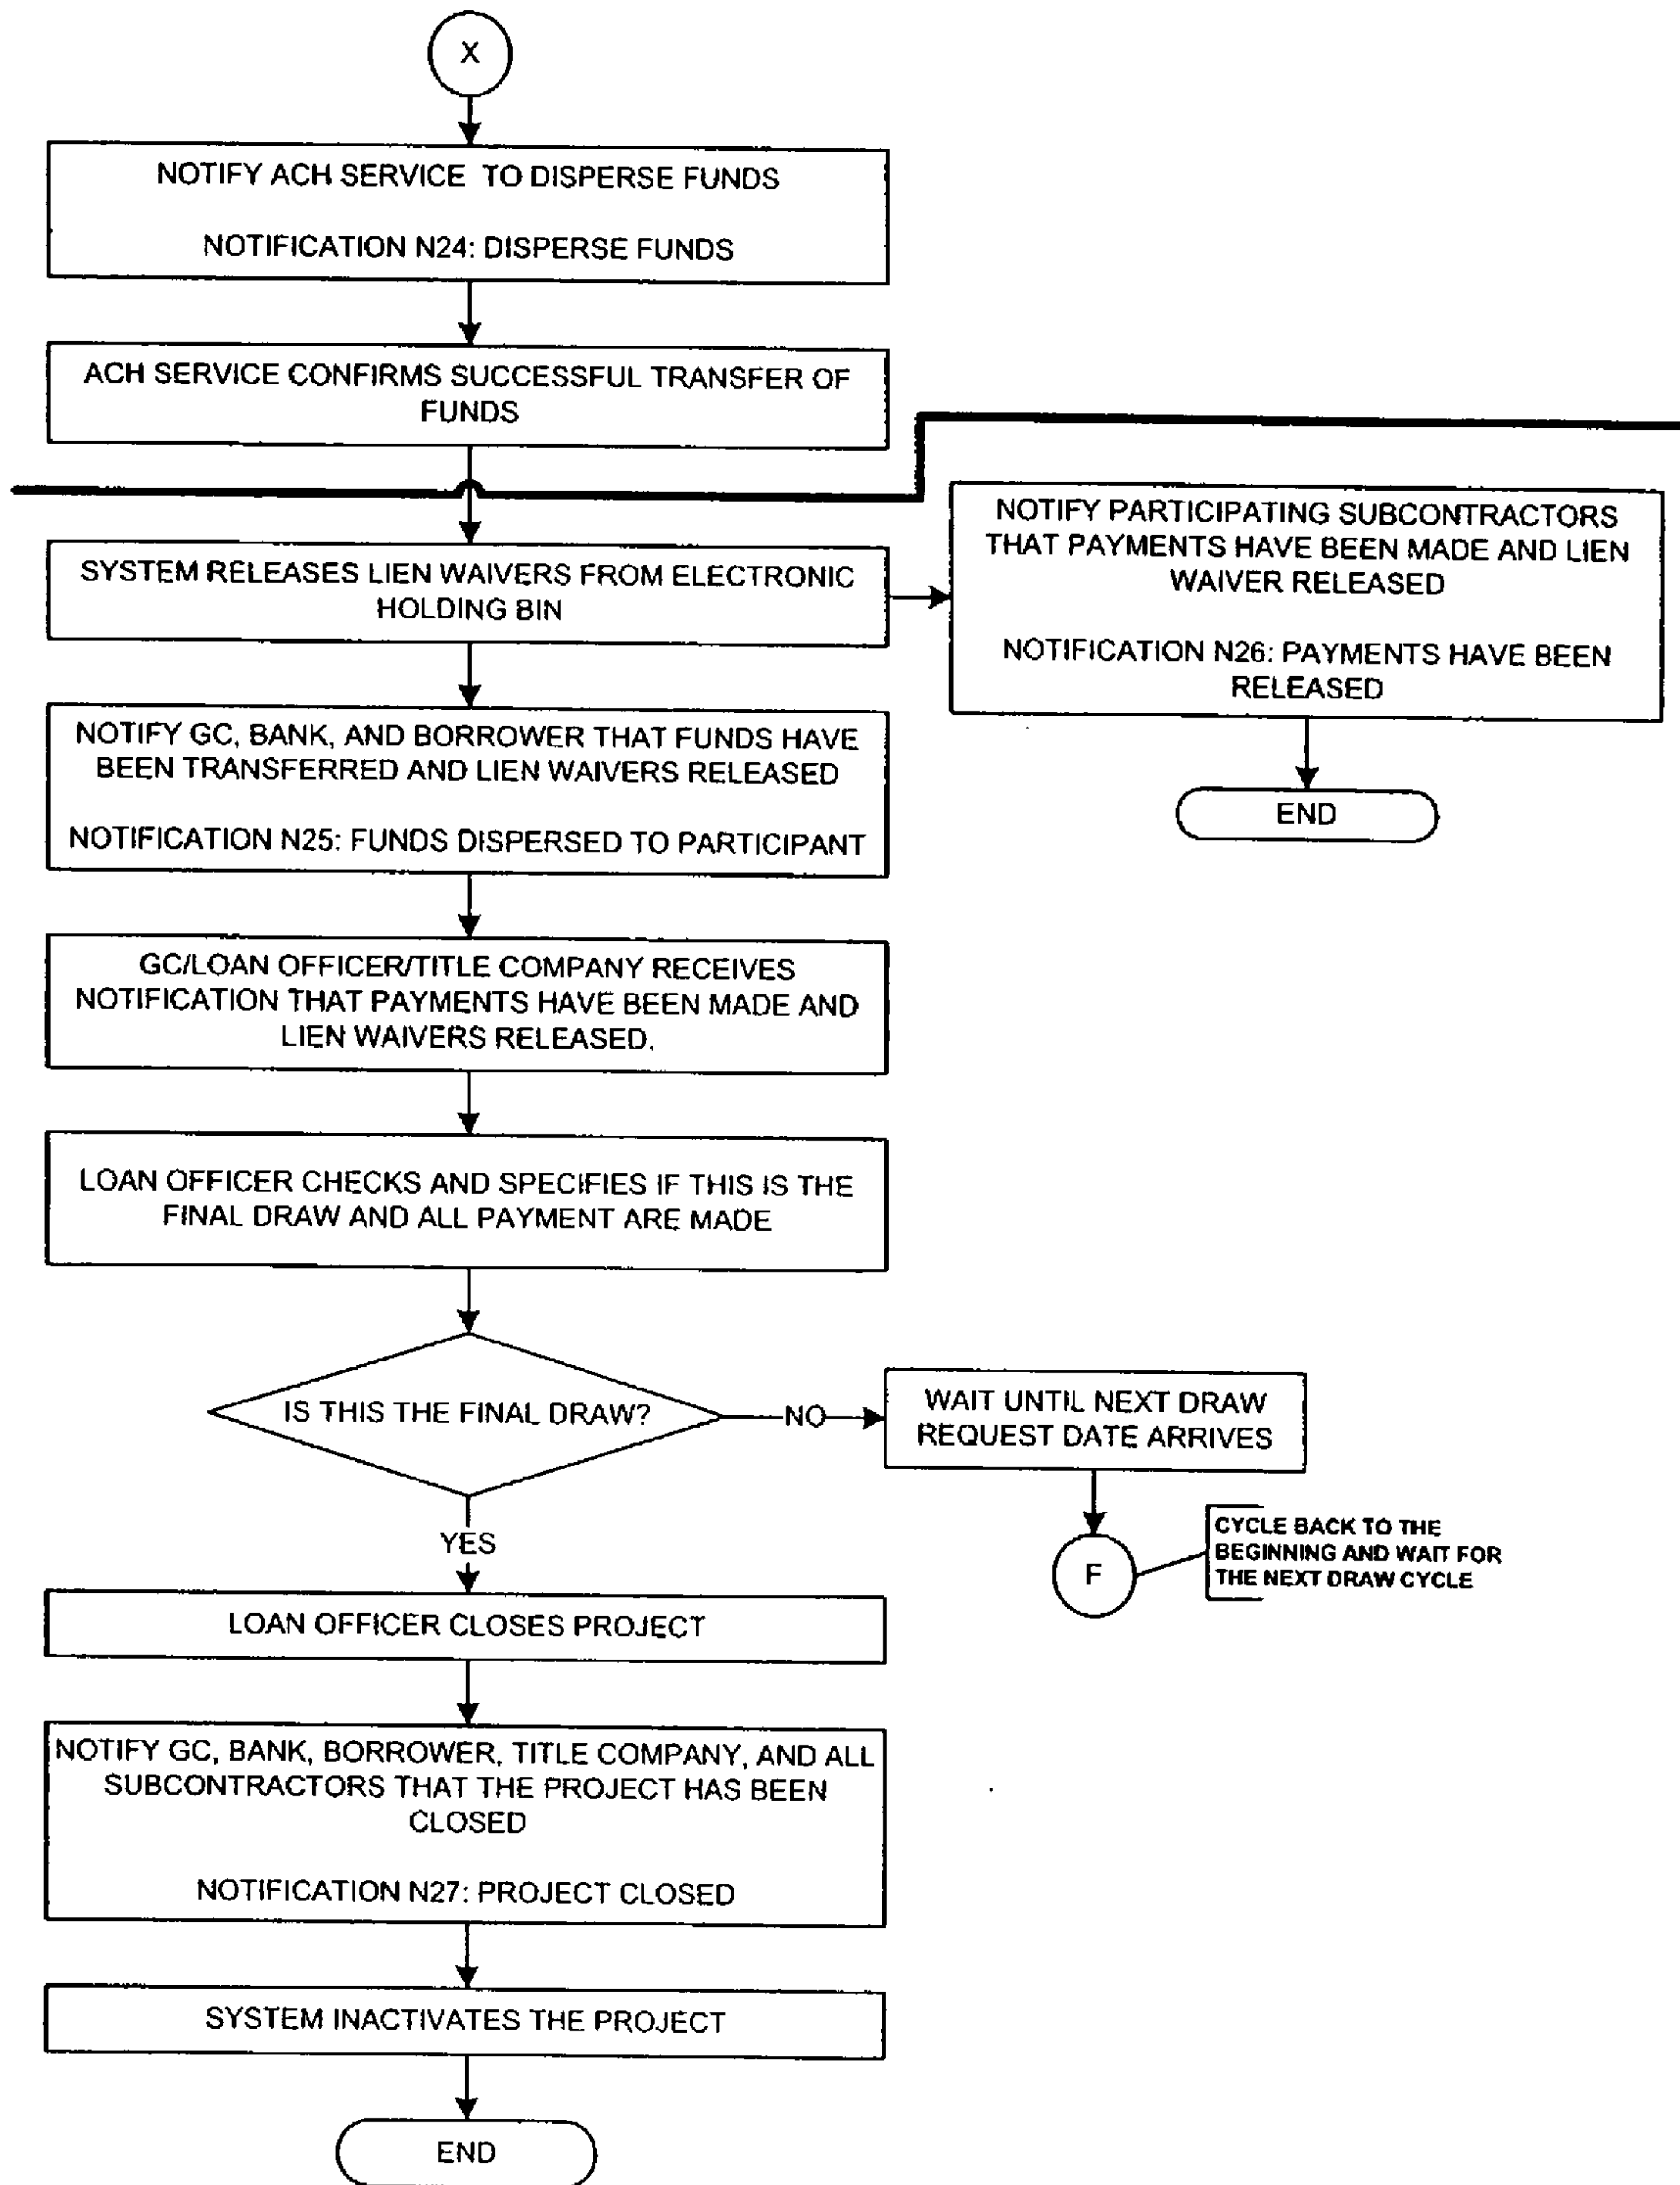 X
NOTIFY ACH SERVICE TO DISPERSE FUNDS
NOTIFICATION N24: DISPERSE FUNDS
ACH SERVICE CONFIRMS SUCCESSFUL TRANSFER OF
FUNDS
SYSTEM RELEASES LIEN WAIVERS FROM ELECTRONIC
HOLDING BIN
NOTIFY PARTICIPATING SUBCONTRACTORS
THAT PAYMENTS HAVE BEEN MADE AND LIEN
WAIVER RELEASED
NOTIFICATION N26: PAYMENTS HAVE BEEN
RELEASED
END
NOTIFY GC, BANK, AND BORROWER THAT FUNDS HAVE
BEEN TRANSFERRED AND LIEN WAIVERS RELEASED
NOTIFICATION N25: FUNDS DISPERSED TO PARTICIPANT
GC/LOAN OFFICER/TITLE COMPANY RECEIVES
NOTIFICATION THAT PAYMENTS HAVE BEEN MADE AND
LIEN WAIVERS RELEASED.
LOAN OFFICER CHECKS AND SPECIFIES IF THIS IS THE
FINAL DRAW AND ALL PAYMENT ARE MADE
IS THIS THE FINAL DRAW?
NO
WAIT UNTIL NEXT DRAW
REQUEST DATE ARRIVES
F
CYCLE BACK TO THE
BEGINNING AND WAIT FOR
THE NEXT DRAW CYCLE
YES
LOAN OFFICER CLOSES PROJECT
NOTIFY GC, BANK, BORROWER, TITLE COMPANY, AND ALL
SUBCONTRACTORS THAT THE PROJECT HAS BEEN
CLOSED
NOTIFICATION N27: PROJECT CLOSED
SYSTEM INACTIVATES THE PROJECT
END